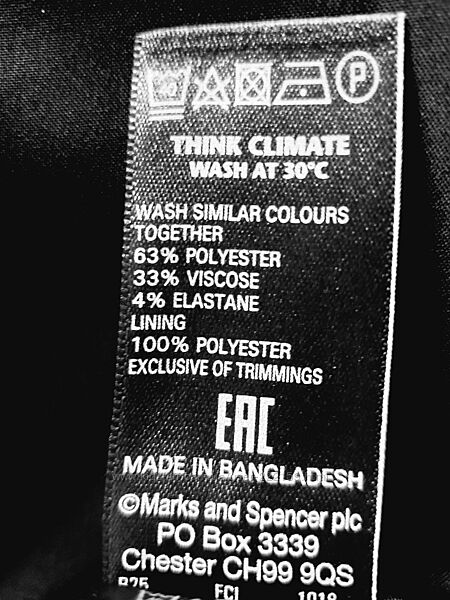 P
THINK CLIMATE
WASH AT 30°C
WASH SIMILAR COLOURS
TOGETHER
63% POLYESTER
33% VISCOSE
4% ELASTANE
LINING
100% POLYESTER
EXCLUSIVE OF TRIMMINGS
EAC
MADE IN BANGLADESH
©Marks and Spencer plc
PO Box 3339
Chester CH99 9QS